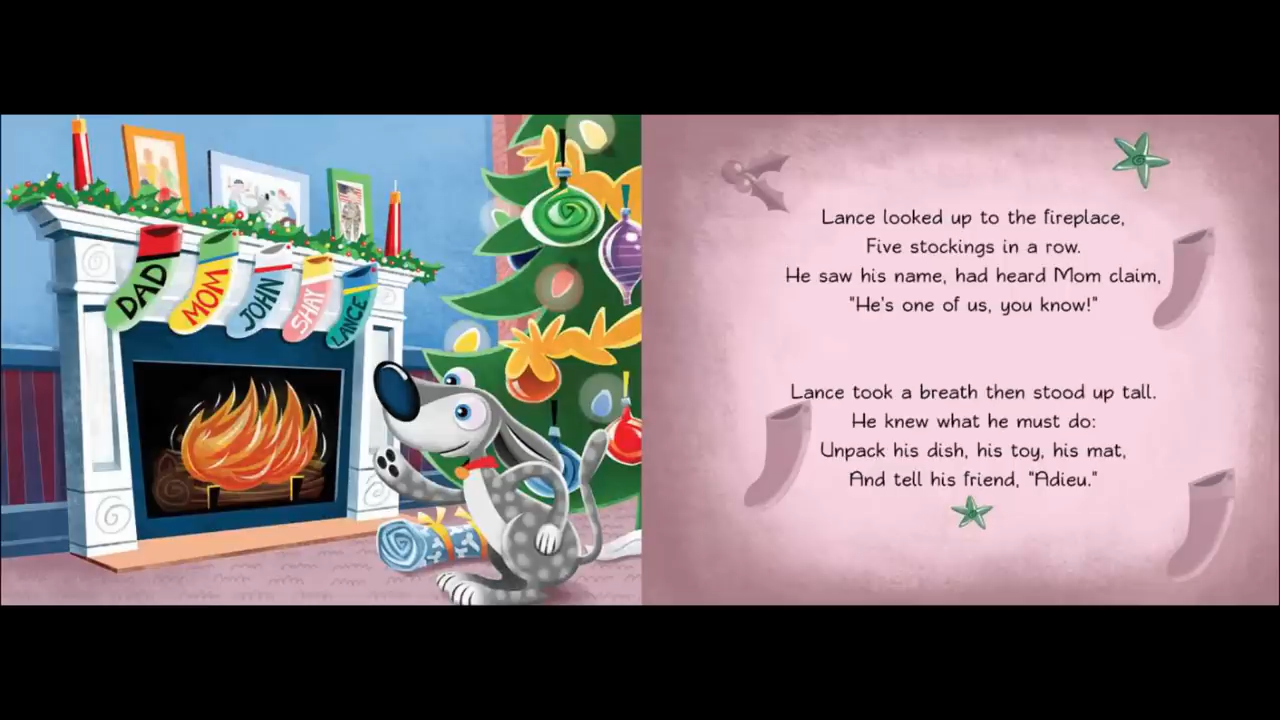 DAD
MOM
JOHN
SHAY
LANCE
Lance looked up to the fireplace,
Five stockings in a row.
He saw his name, had heard Mom claim,
"He's one of us, you know!"
Lance took a breath then stood up tall.
He knew what he must do:
Unpack his dish, his toy, his mat,
And tell his friend, "Adieu."